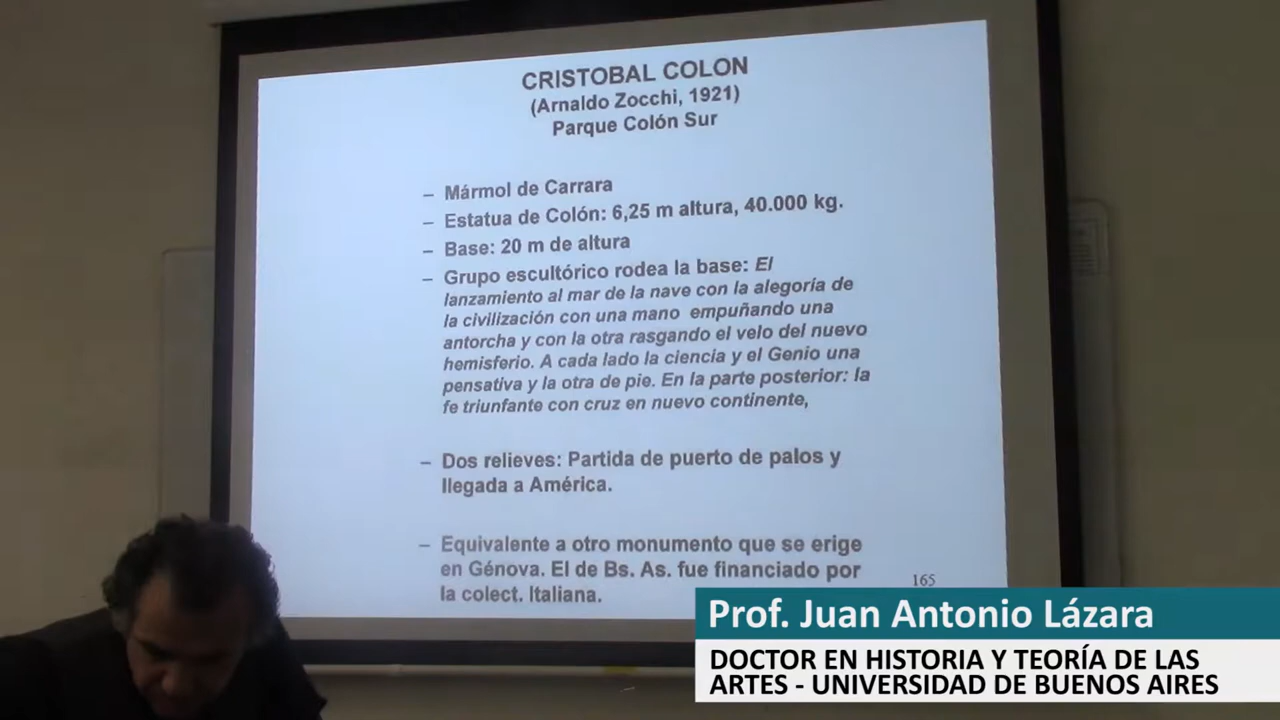 CRISTOBAL COLON
(Arnaldo Zocchi, 1921)
Parque Colón Sur
– Mármol de Carrara
– Estatua de Colón: 6,25 m altura, 40.000 kg.
– Base: 20 m de altura
– Grupo escultórico rodea la base: El
lanzamiento al mar de la nave con la alegoría de
la civilización con una mano empuñando una
antorcha y con la otra rasgando el velo del nuevo
hemisferio. A cada lado la ciencia y el Genio una
pensativa y la otra de pie. En la parte posterior: la
fe triunfante con cruz en nuevo continente,
– Dos relieves: Partida de puerto de palos y
llegada a América.
– Equivalente a otro monumento que se erige
en Génova. El de Bs. As. fue financiado por
la colect. Italiana.
165
Prof. Juan Antonio Lázara
DOCTOR EN HISTORIA Y TEORÍA DE LAS
ARTES - UNIVERSIDAD DE BUENOS AIRES